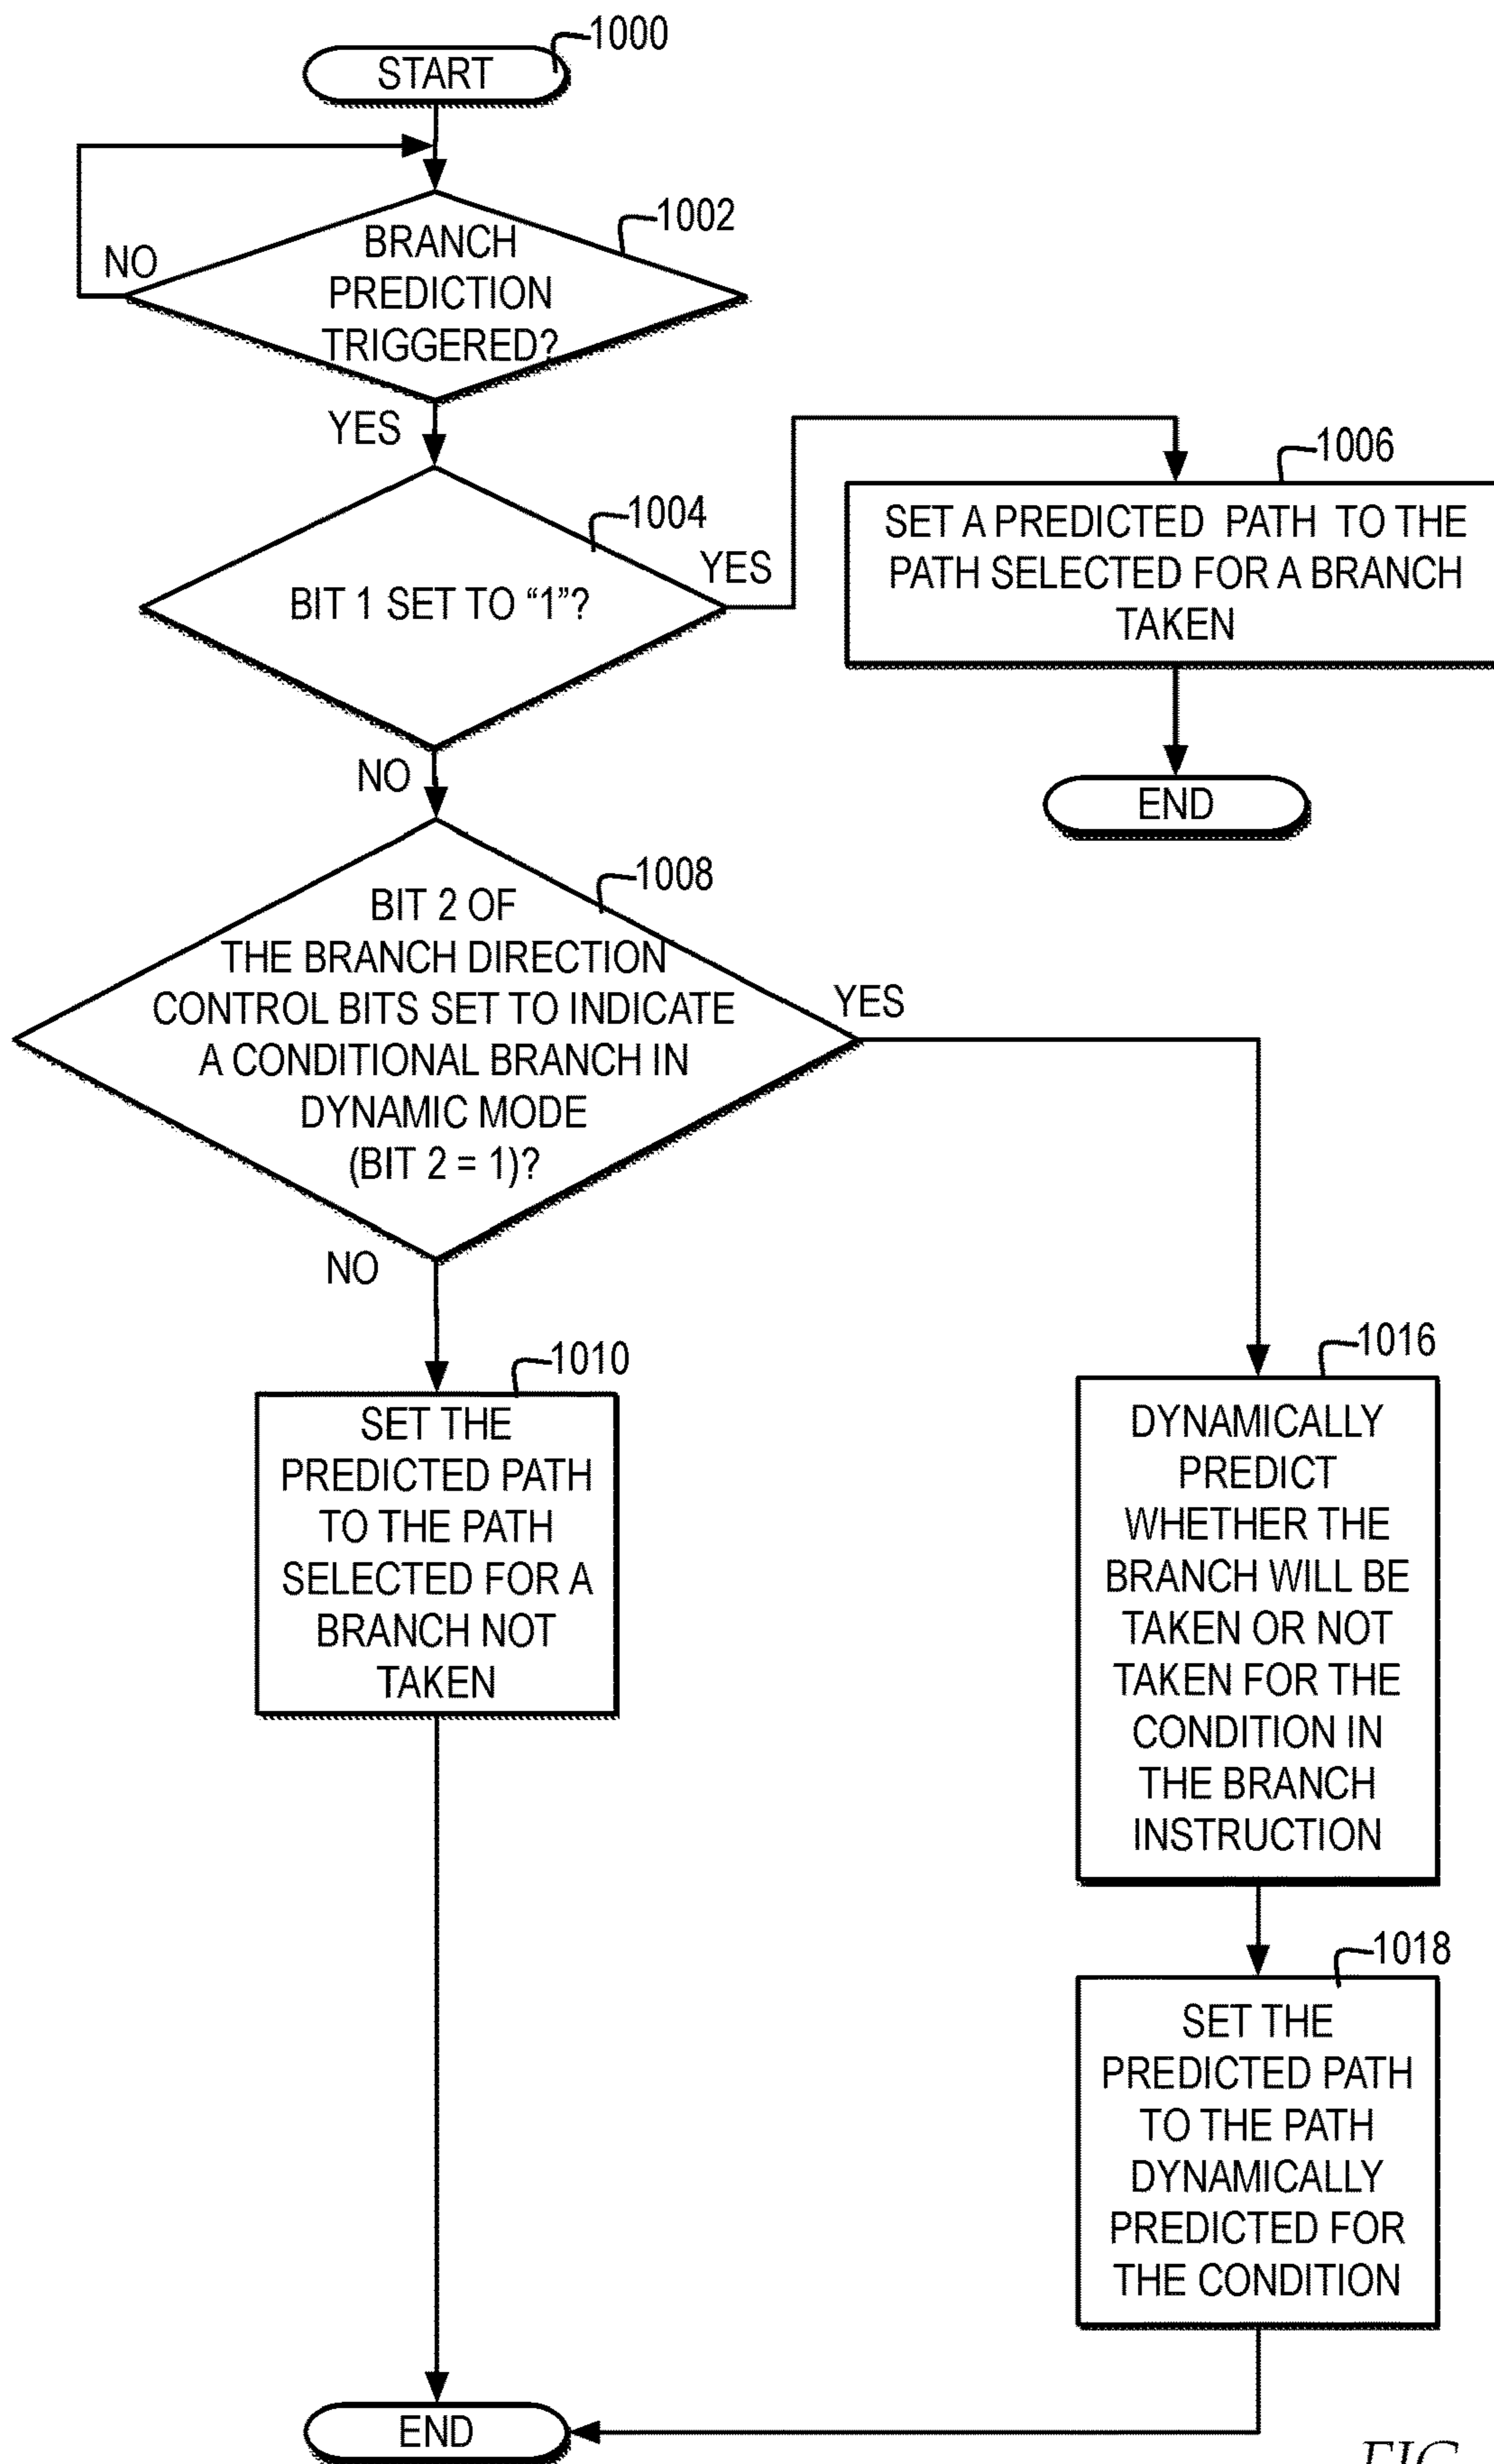 1000
START
1002
BRANCH
PREDICTION
TRIGGERED?
NO
YES
1004
BIT 1 SET TO “1”?
YES
1006
SET A PREDICTED PATH TO THE
PATH SELECTED FOR A BRANCH
TAKEN
END
NO
1008
BIT 2 OF
THE BRANCH DIRECTION
CONTROL BITS SET TO INDICATE
A CONDITIONAL BRANCH IN
DYNAMIC MODE
(BIT 2 = 1)?
YES
NO
1010
SET THE
PREDICTED PATH
TO THE PATH
SELECTED FOR A
BRANCH NOT
TAKEN
1016
DYNAMICALLY
PREDICT
WHETHER THE
BRANCH WILL BE
TAKEN OR NOT
TAKEN FOR THE
CONDITION IN
THE BRANCH
INSTRUCTION
1018
SET THE
PREDICTED PATH
TO THE PATH
DYNAMICALLY
PREDICTED FOR
THE CONDITION
END
FIG